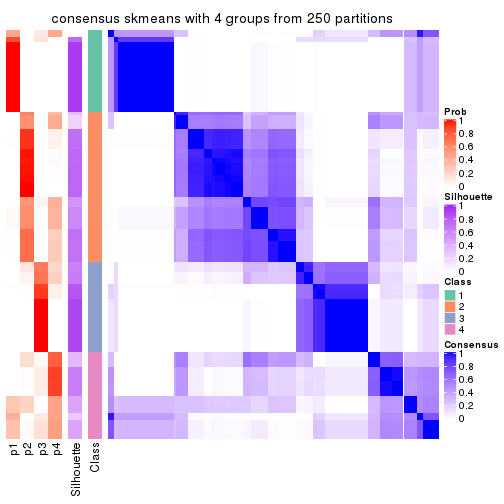 consensus skmeans with 4 groups from 250 partitions
Prob
1
0.8
0.6
0.4
0.2
0
Silhouette
1
0.8
0.6
0.4
0.2
0
Class
1
2
3
4
Consensus
1
0.8
0.6
0.4
0.2
0
p1
p2
p3
p4
Silhouette
Class